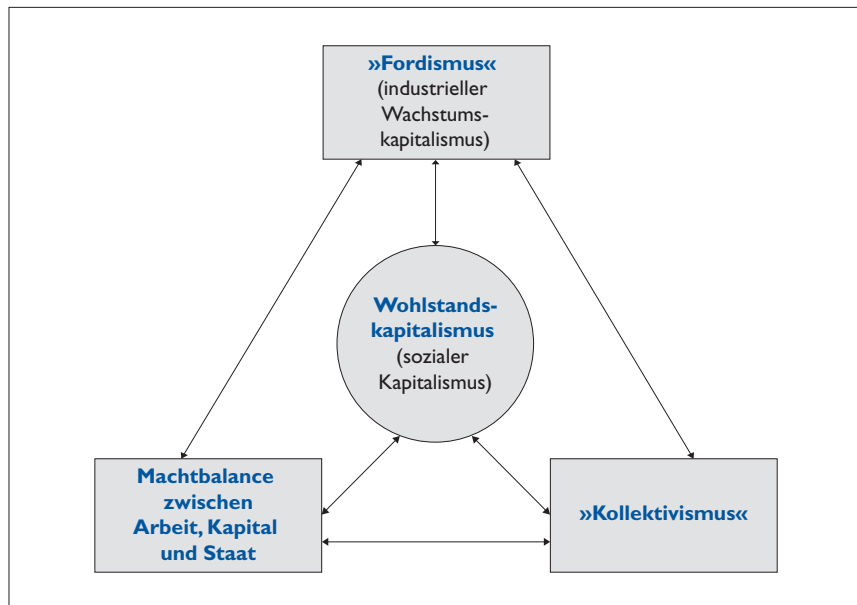 »Fordismus«
(industrieller
Wachstums-
kapitalismus)
Wohlstands-
kapitalismus
(sozialer
Kapitalismus)
Machtbalance
zwischen
Arbeit, Kapital
und Staat
»Kollektivismus«